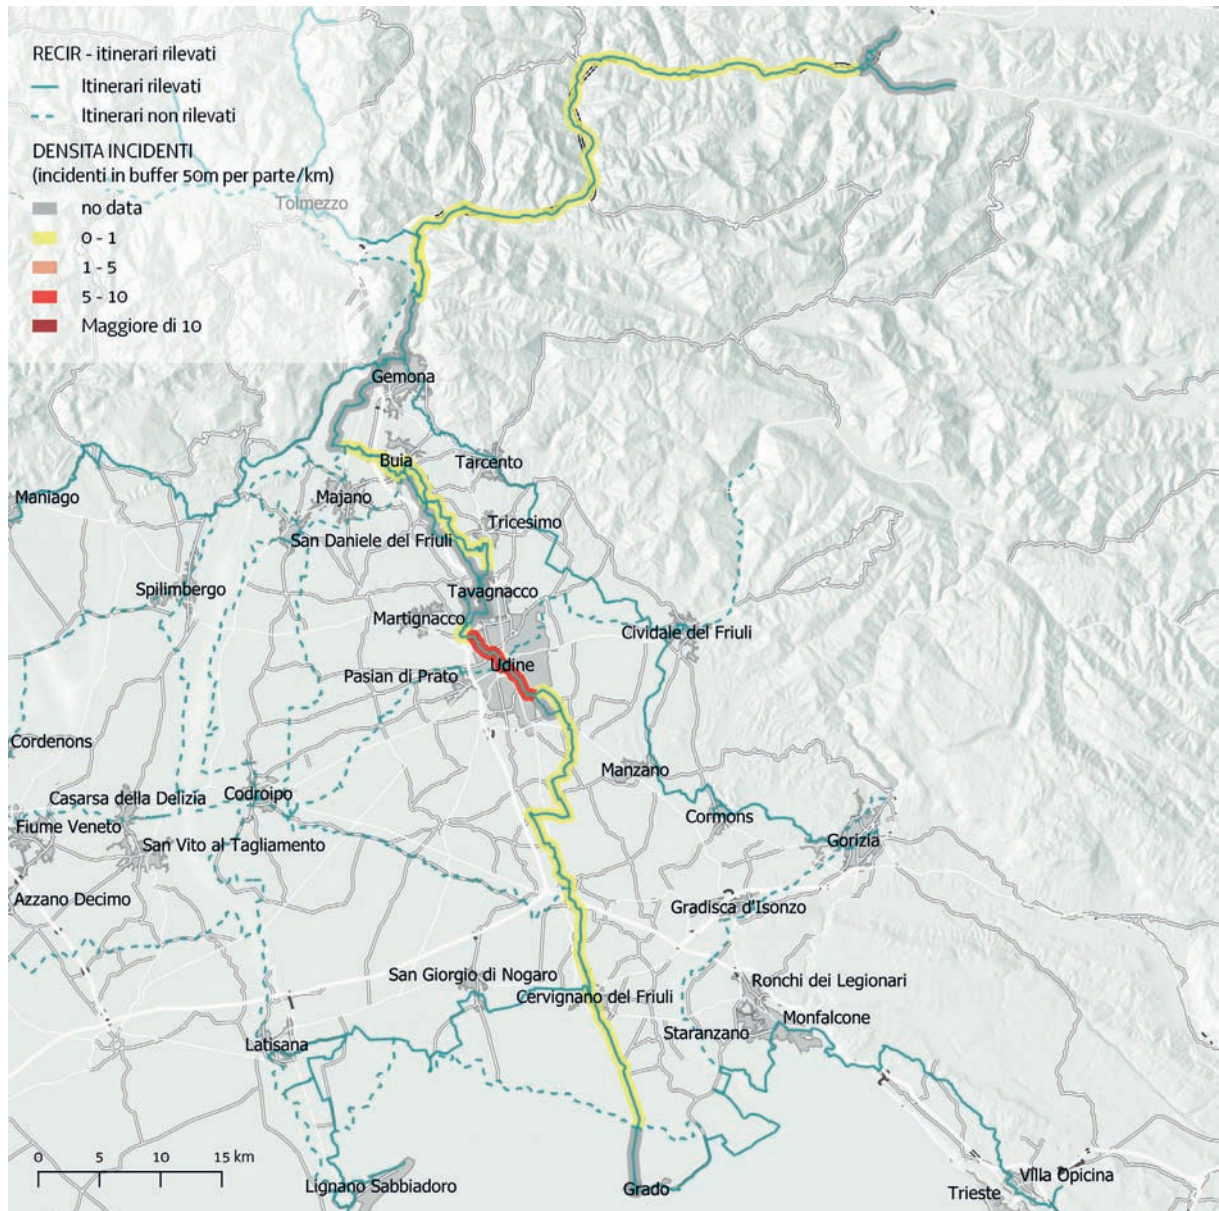 RECIR - itinerari rilevati
Itinerari rilevati
Itinerari non rilevati
DENSITA INCIDENTI
(incidenti in buffer 50m per parte/km)
no data
0 - 1
1 - 5
5 - 10
Maggiore di 10
Tolmezzo
Gemona
Buia
Tarcento
Maniago
Majano
Tricesimo
San Daniele del Friuli
Spilimbergo
Tavagnacco
Martignacco
Cividale del Friuli
Udine
Pasian di Prato
Cordenons
Manzano
Casarsa della Delizia
Codroipo
Cormons
Fiume Veneto
San Vito al Tagliamento
Gorizia
Azzano Decimo
Gradisca d'Isonzo
San Giorgio di Nogaro
Ronchi dei Legionari
Cervignano del Friuli
Monfalcone
Staranzano
Latisana
0 5 10 15 km
Lignano Sabbiadoro
Grado
Villa Opicina
Trieste